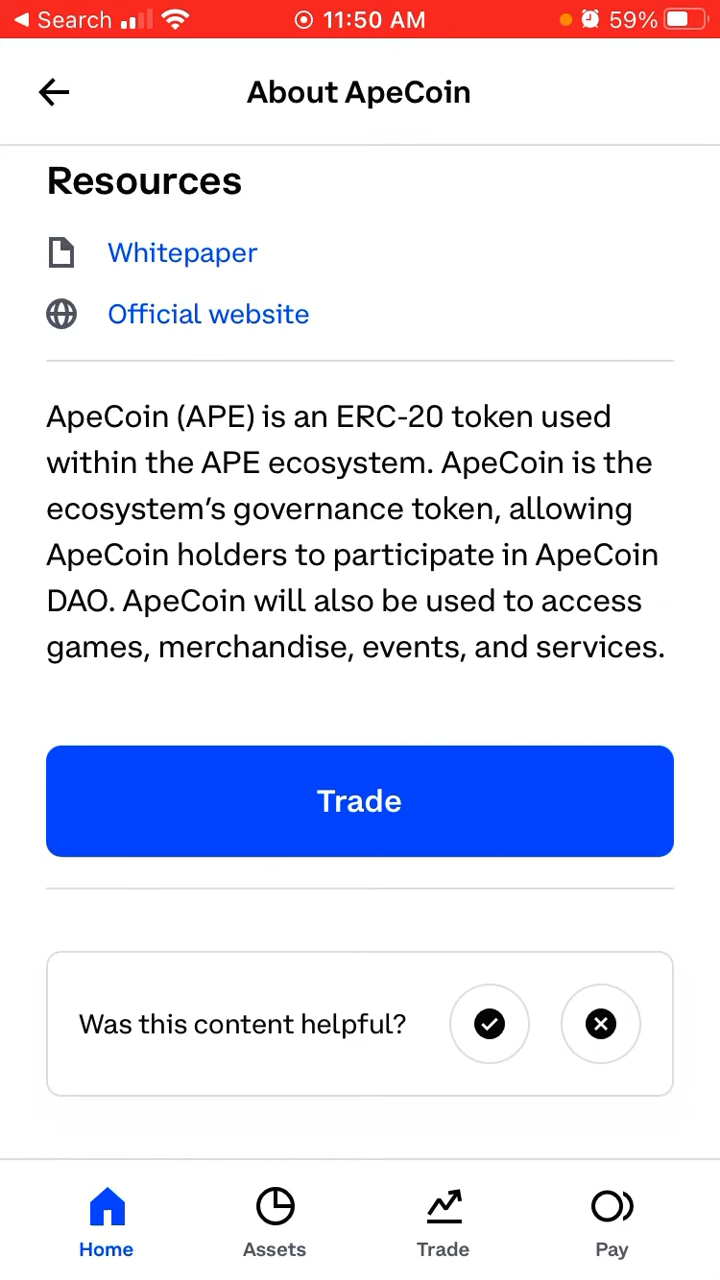 Search 11:50 AM 59%
About ApeCoin
Resources
Whitepaper
Official website
ApeCoin (APE) is an ERC-20 token used
within the APE ecosystem. ApeCoin is the
ecosystem's governance token, allowing
ApeCoin holders to participate in ApeCoin
DAO. ApeCoin will also be used to access
games, merchandise, events, and services.
Trade
Was this content helpful?
Home Assets Trade Pay